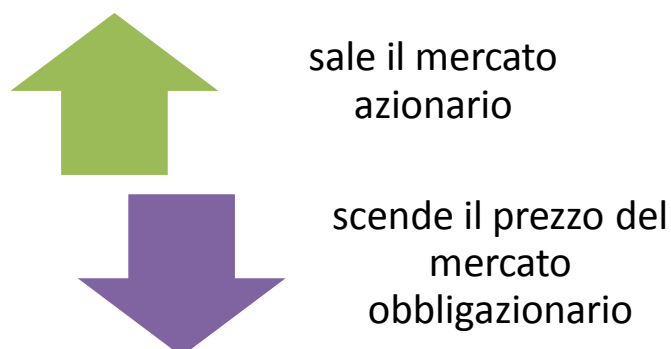 sale il mercato
azionario
scende il prezzo del
mercato
obbligazionario